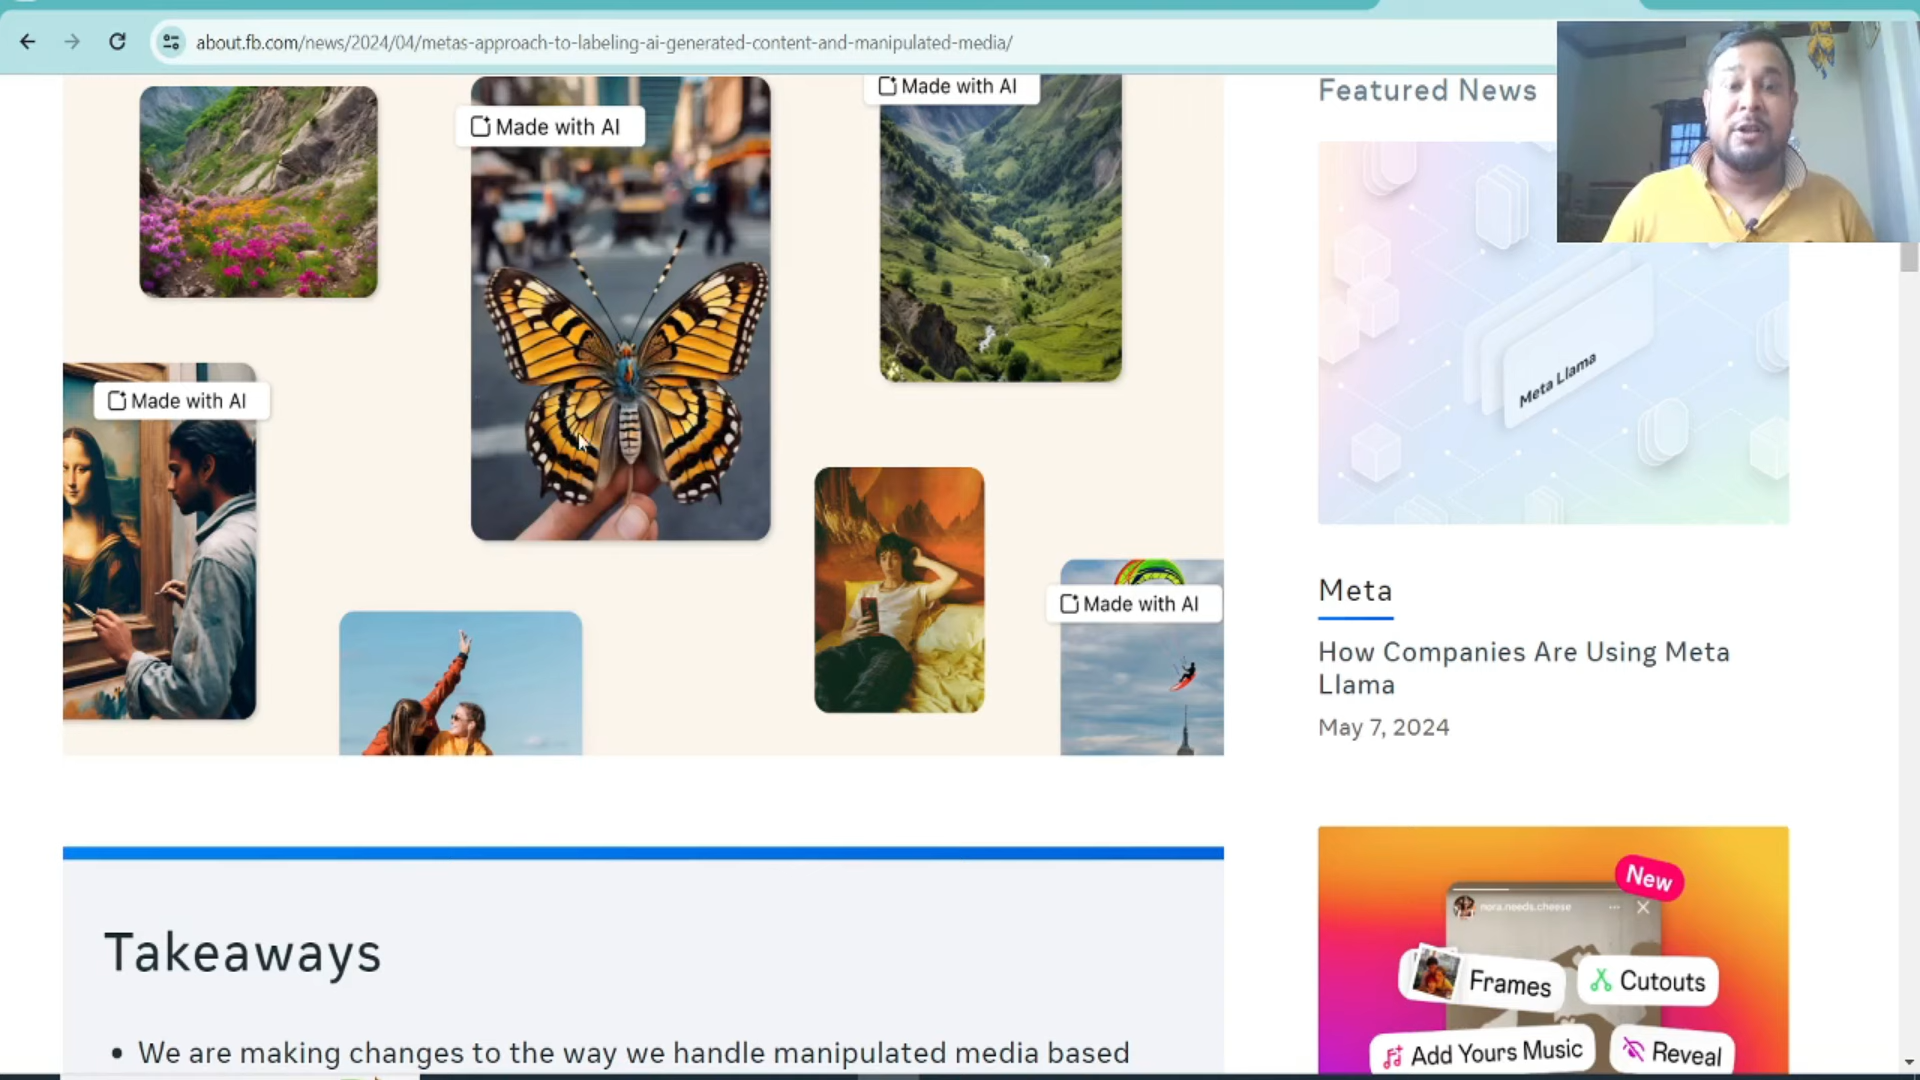 about.fb.com/news/2024/04/metas-approach-to-labeling-ai-generated-content-and-manipulated-media/
Made with AI
Made with AI
Made with AI
Made with AI
Takeaways
• We are making changes to the way we handle manipulated media based
Featured News
Meta Llama
Meta
How Companies Are Using Meta
Llama
May 7, 2024
New
nora.needs.cheese
Frames
Cutouts
Add Yours Music
Reveal